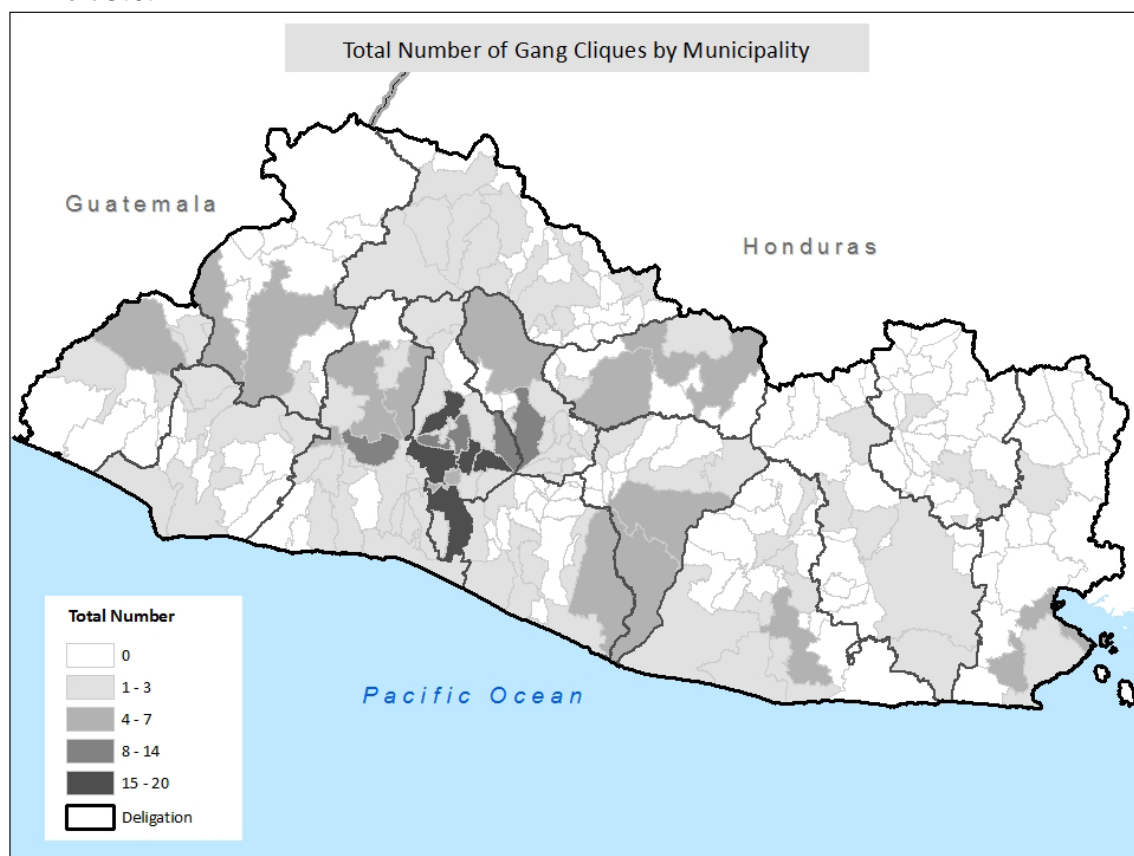 Total Number of Gang Cliques by Municipality
Guatemala
Honduras
Total Number
0
1 - 3
4 - 7
8 - 14
15 - 20
Deligation
Pacific Ocean